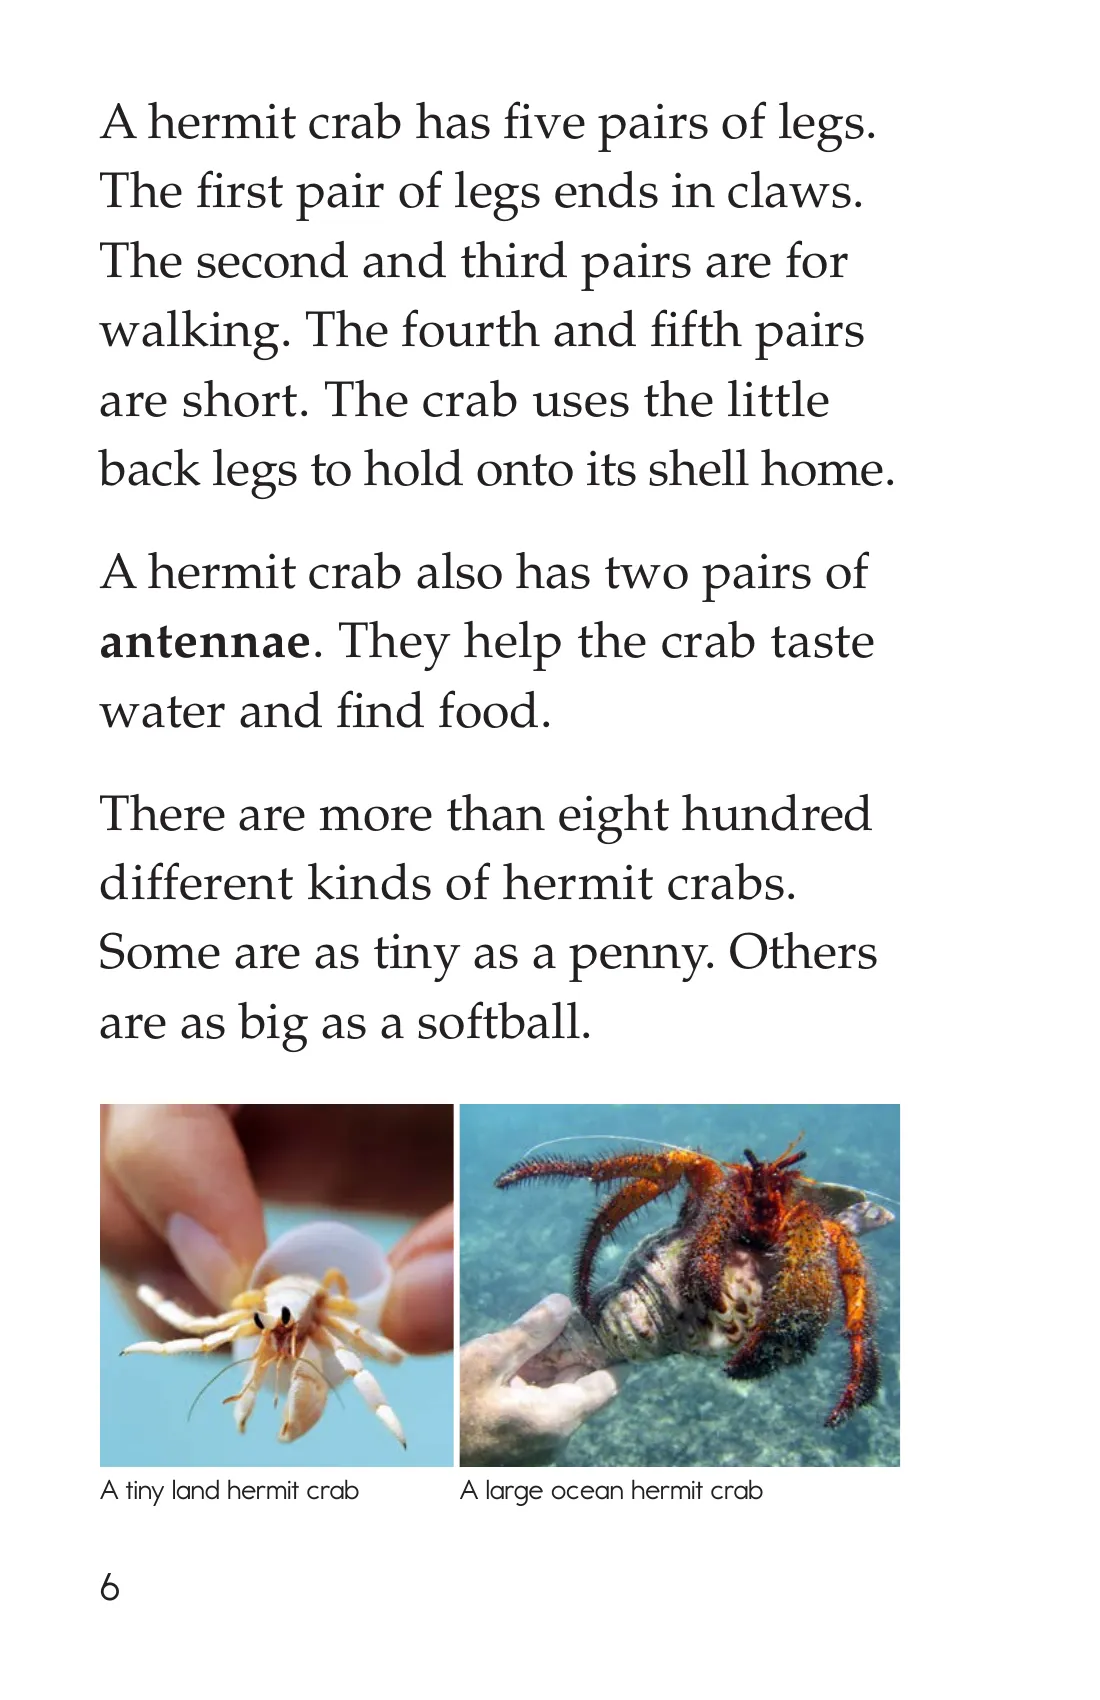 A hermit crab has five pairs of legs.
The first pair of legs ends in claws.
The second and third pairs are for
walking. The fourth and fifth pairs
are short. The crab uses the little
back legs to hold onto its shell home.
A hermit crab also has two pairs of
antennae. They help the crab taste
water and find food.
There are more than eight hundred
different kinds of hermit crabs.
Some are as tiny as a penny. Others
are as big as a softball.
A tiny land hermit crab
A large ocean hermit crab
6